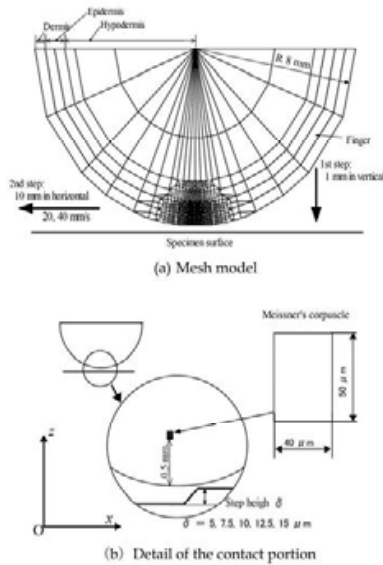 Epidermis
Dermis
Hypodermis
R 8 mm
Finger
1st step:
1 mm in vertical
2nd step:
10 mm in horizontal
20, 40 mm/s
Specimen surface
(a) Mesh model
Meissner's corpuscle
50 μm
40 μm
0.5 mm
Step heigh δ
δ = 5, 7.5, 10, 12.5, 15 μm
O
X
(b) Detail of the contact portion